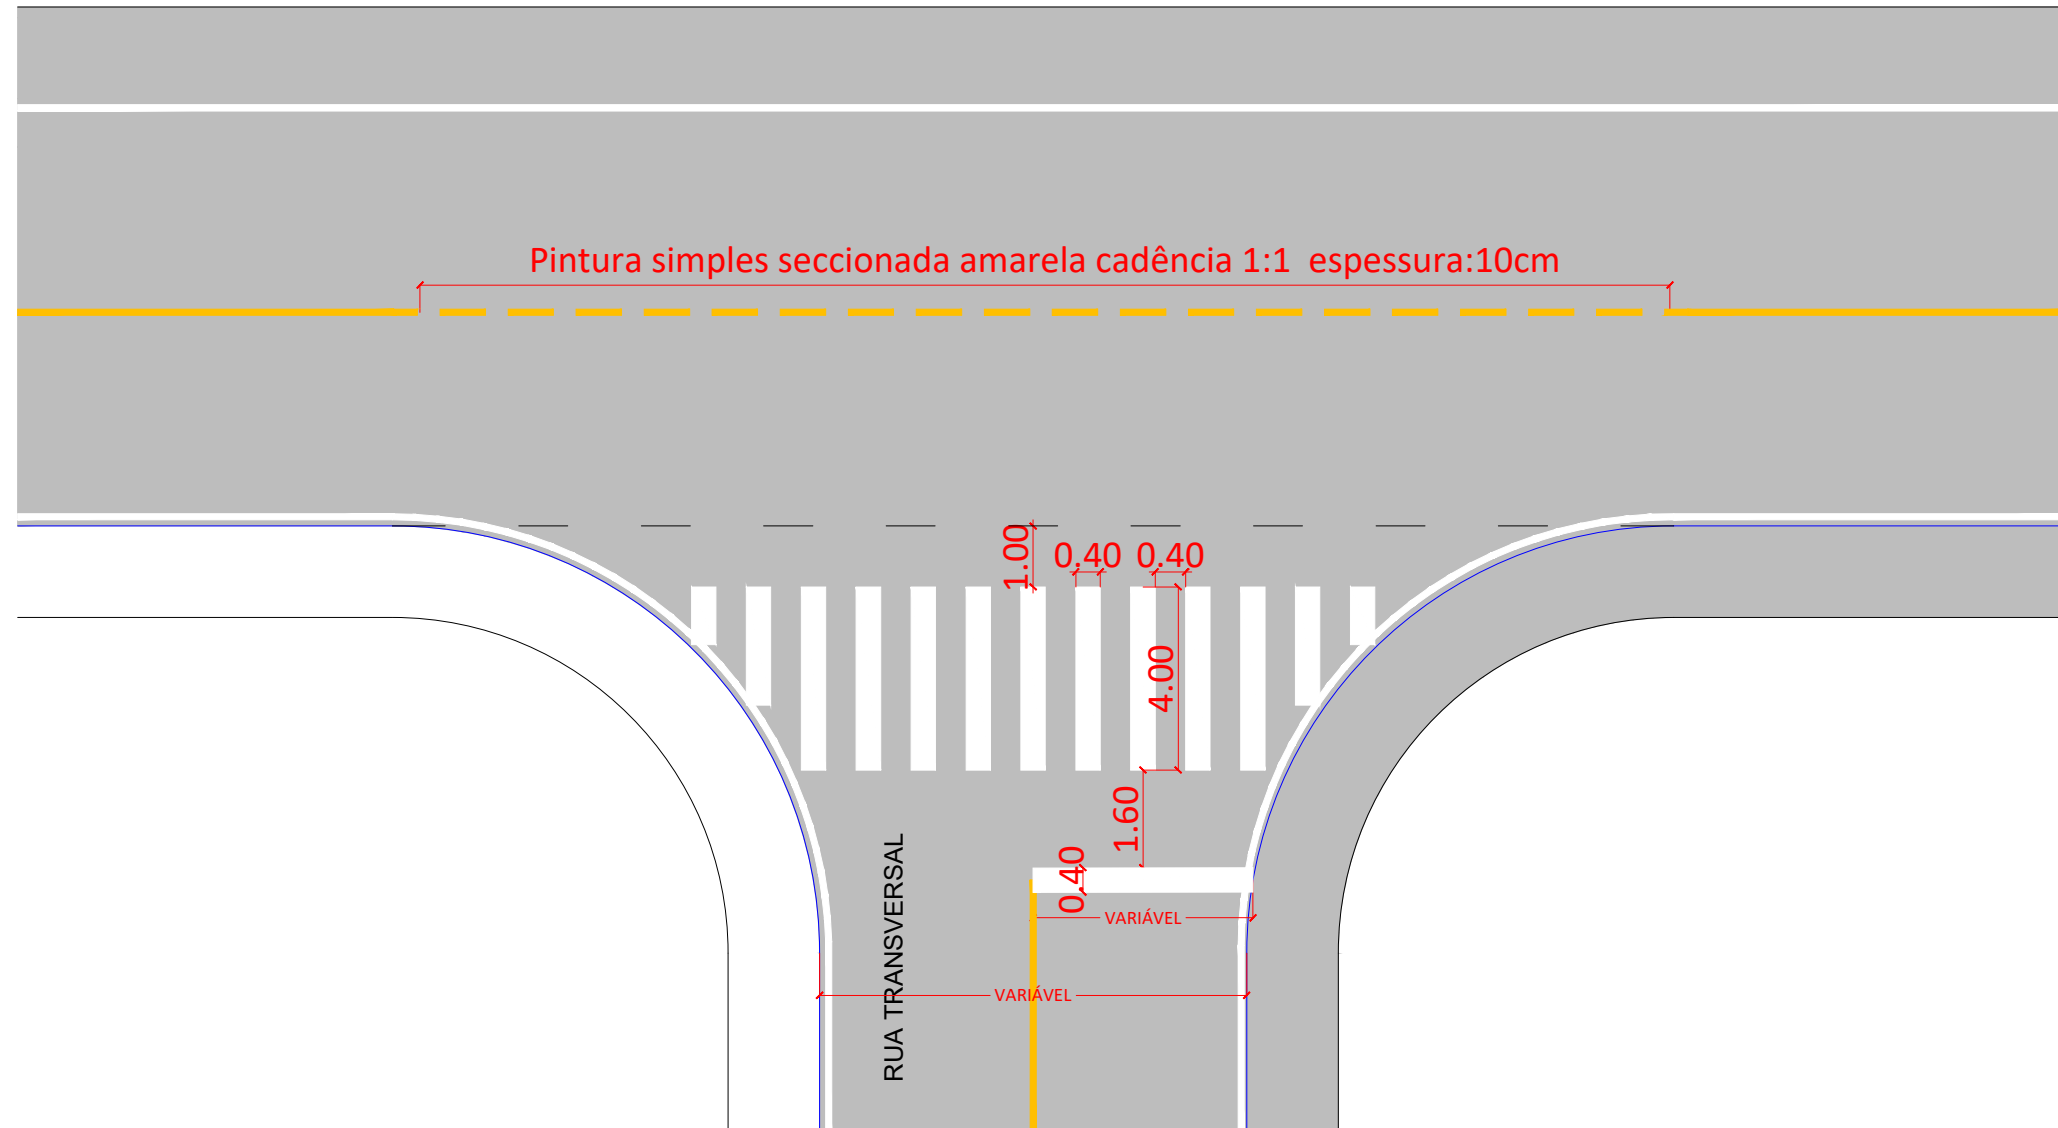 Pintura simples seccionada amarela cadência 1:1  espessura:10cm
1.00
0.40
0.40
4.00
1.60
0.40
VARIÁVEL
VARIÁVEL
RUA TRANSVERSAL